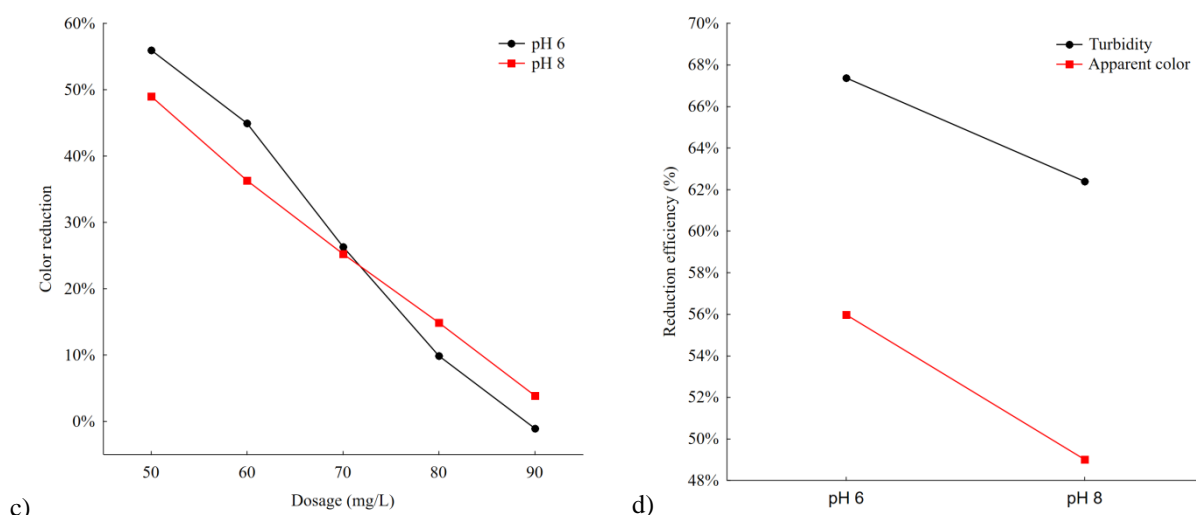 60%
50%
40%
30%
20%
10%
0%
Color reduction
pH 6
pH 8
50 60 70 80 90
Dosage (mg/L)
c)
70%
68%
66%
64%
62%
60%
58%
56%
54%
52%
50%
48%
Reduction efficiency (%)
Turbidity
Apparent color
pH 6 pH 8
d)